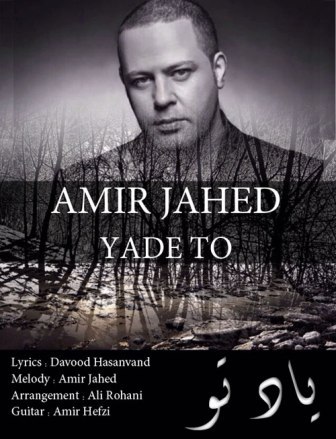 AMIR JAHED
YADE TO
Lyrics : Davood Hasanvand
Melody : Amir Jahed
Arrangement : Ali Rohani
Guitar : Amir Hefzi
یاد تو